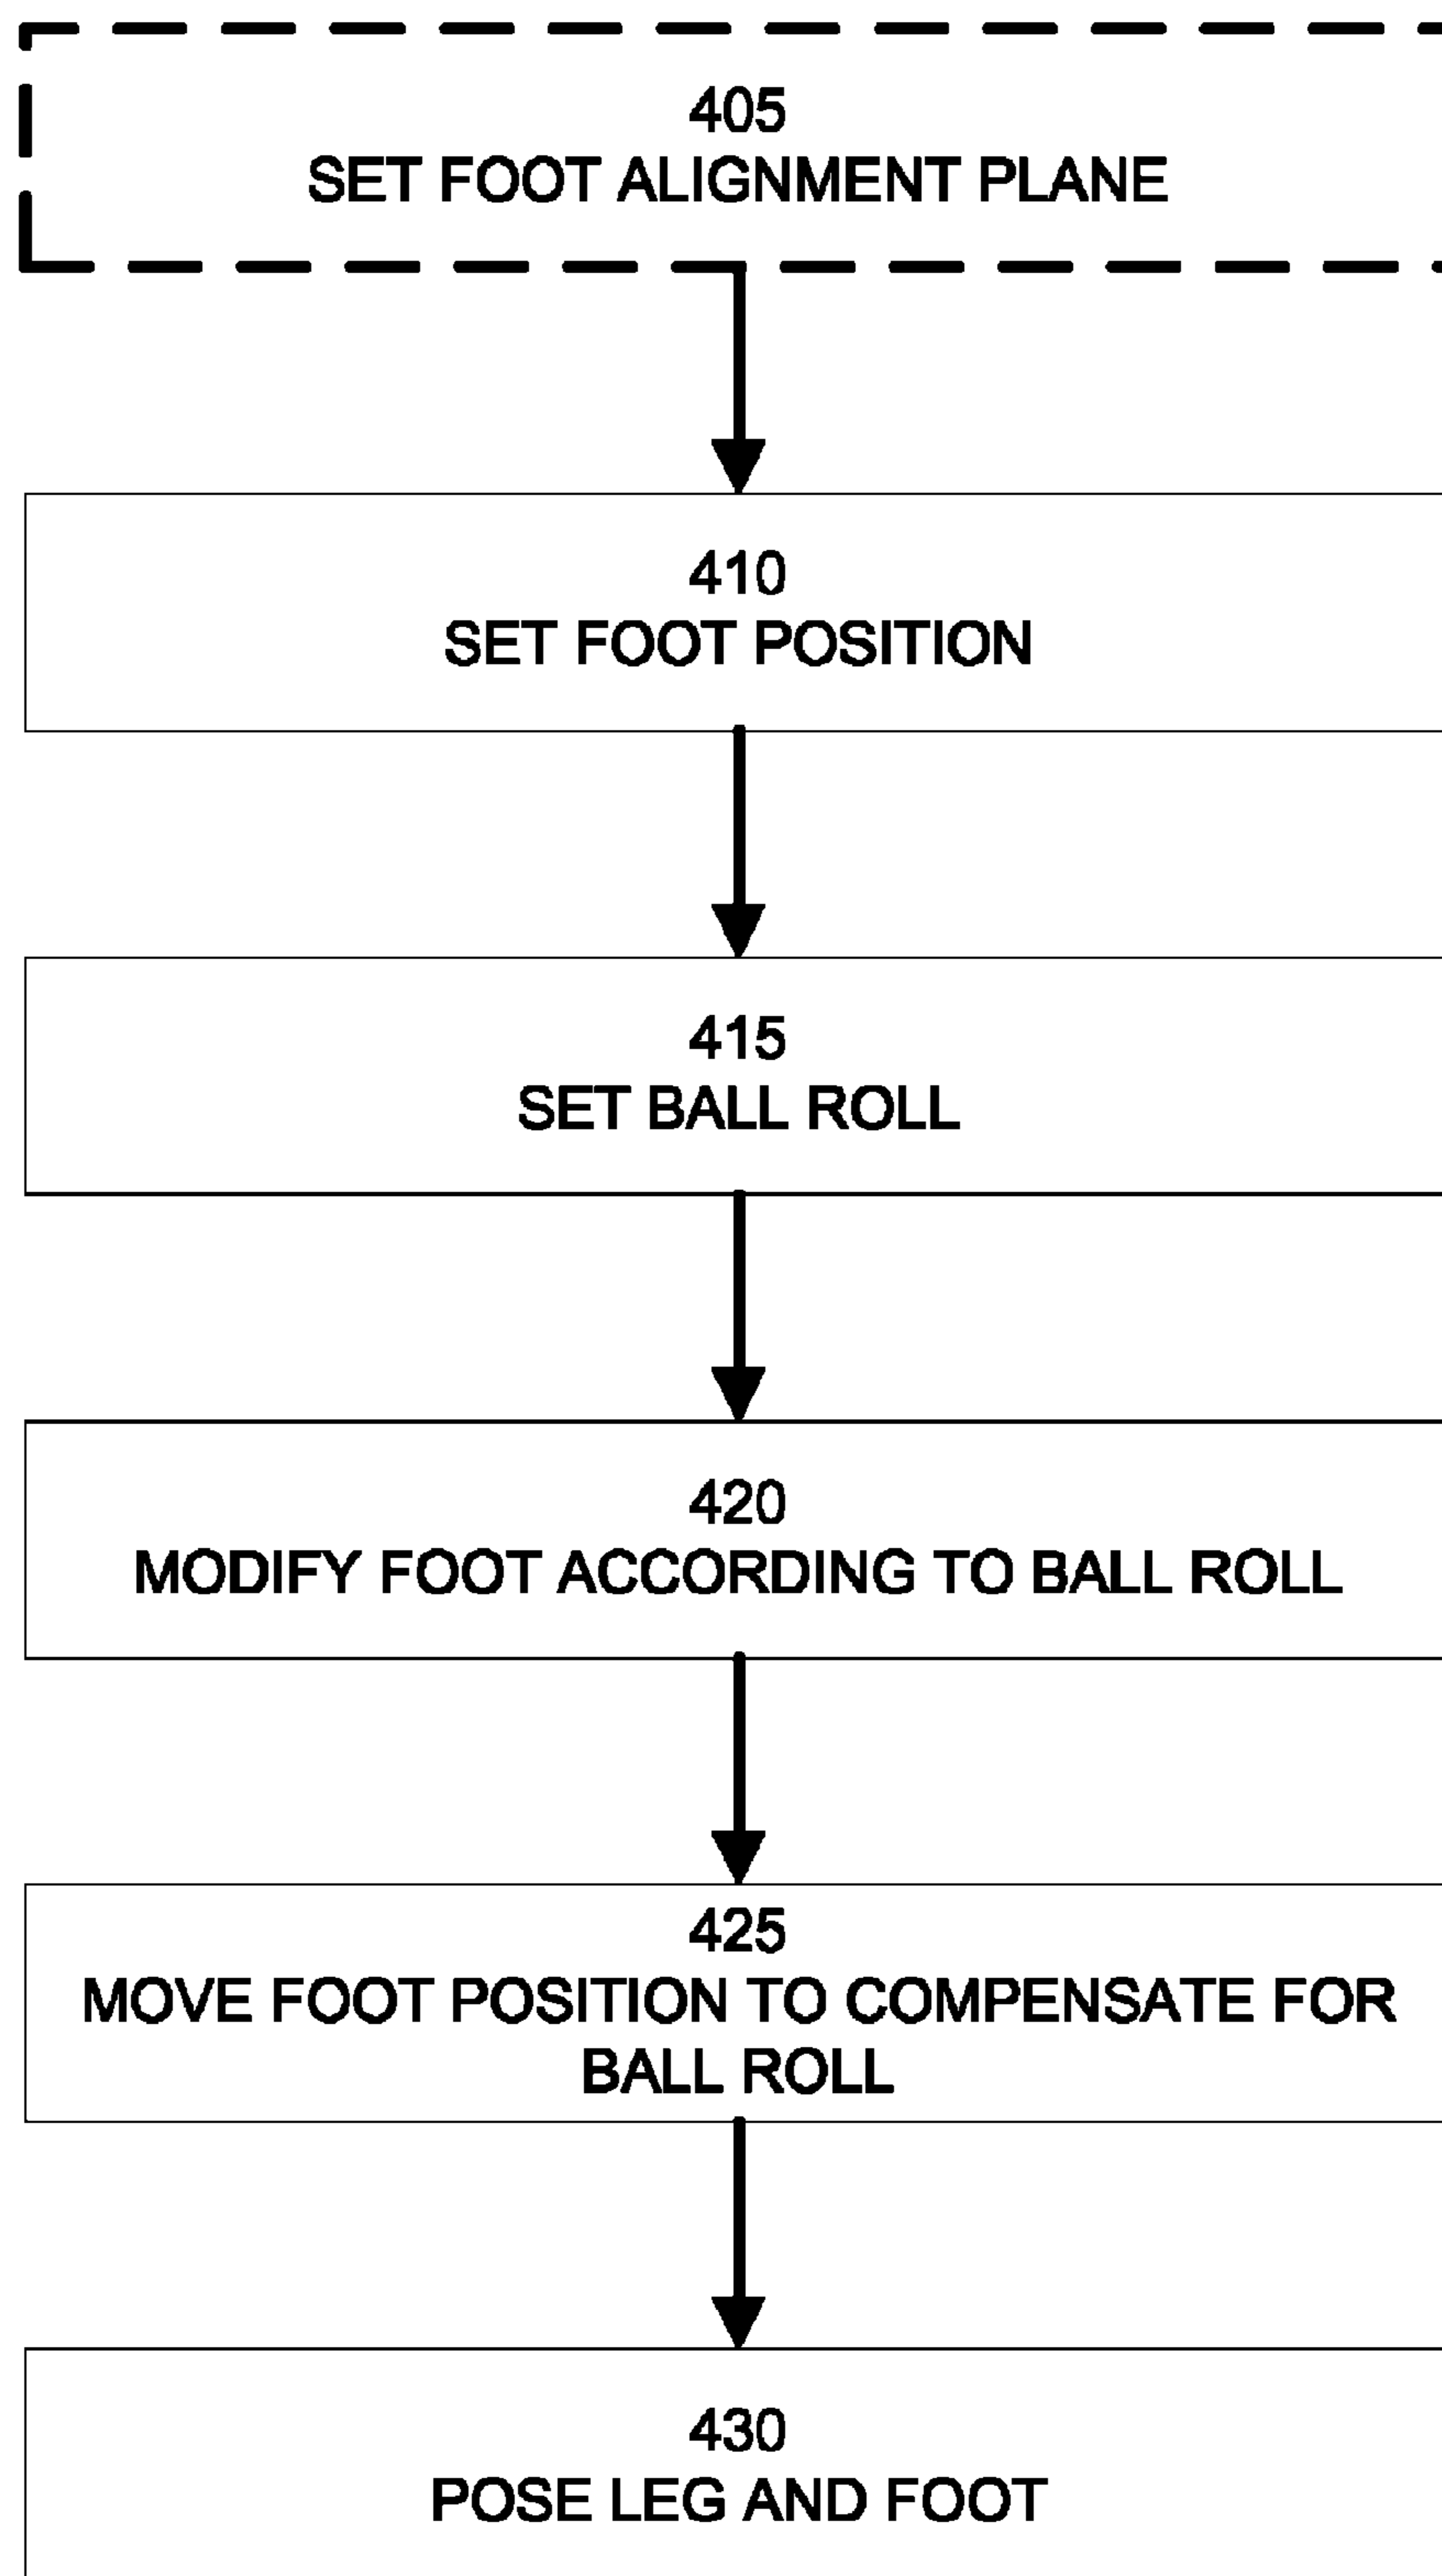 405
SET FOOT ALIGNMENT PLANE
410
SET FOOT POSITION
415
SET BALL ROLL
420
MODIFY FOOT ACCORDING TO BALL ROLL
425
MOVE FOOT POSITION TO COMPENSATE FOR
BALL ROLL
430
POSE LEG AND FOOT